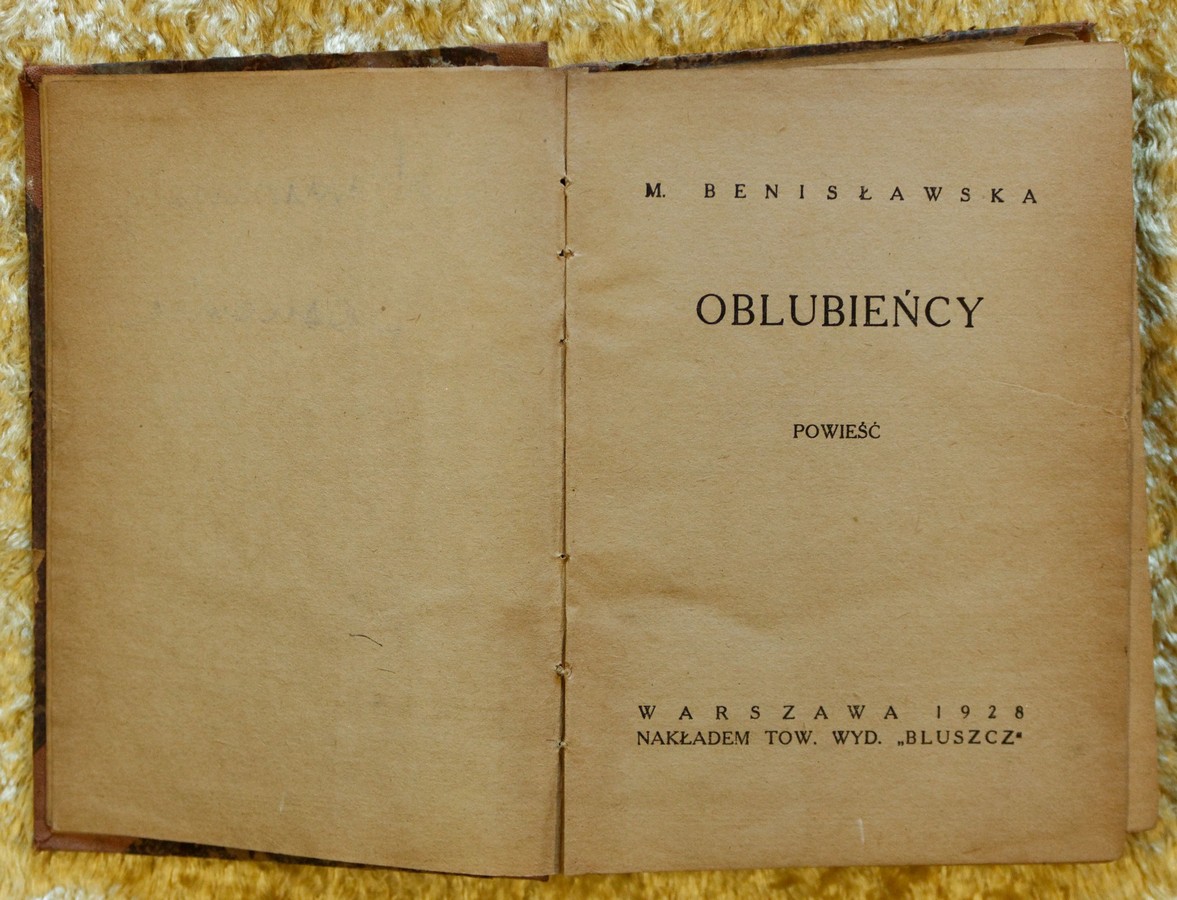 M. BENISŁAWSKA
OBLUBIEŃCY
POWIEŚĆ
WARSZAWA 1928
NAKŁADEM TOW. WYD. „BLUSZCZ"